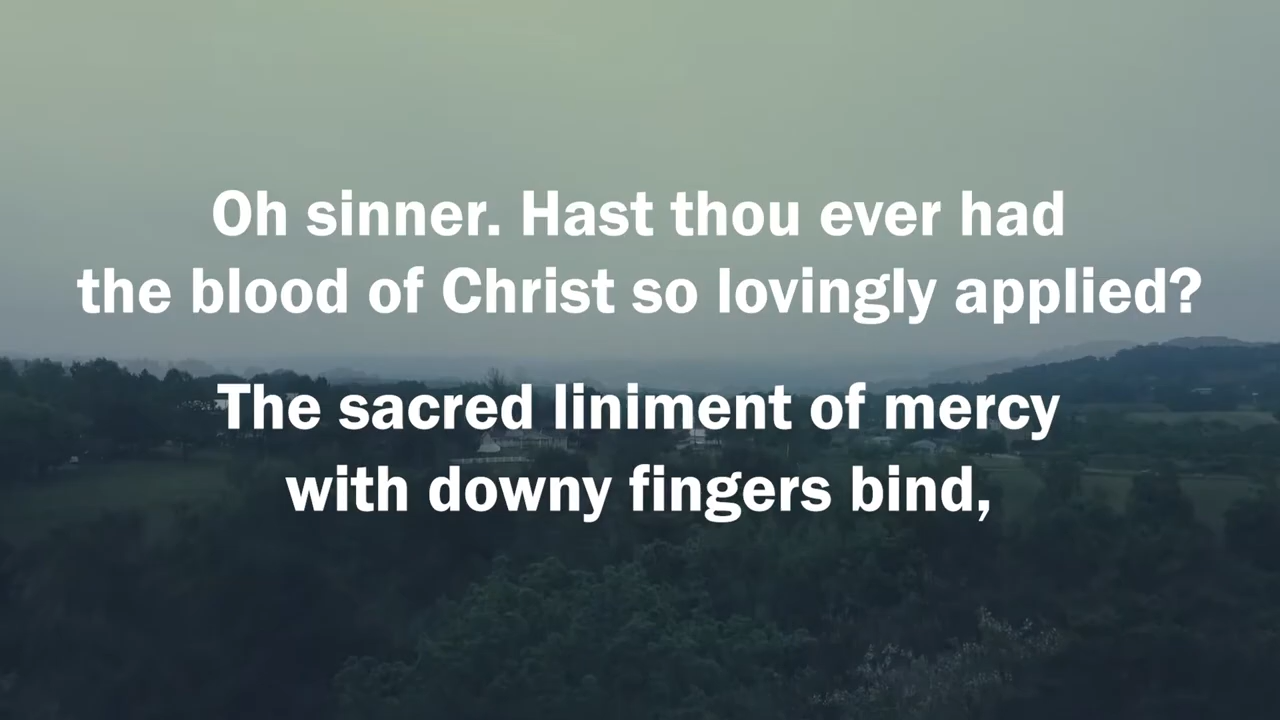 Oh sinner. Hast thou ever had
the blood of Christ so lovingly applied?
The sacred liniment of mercy
with downy fingers bind,